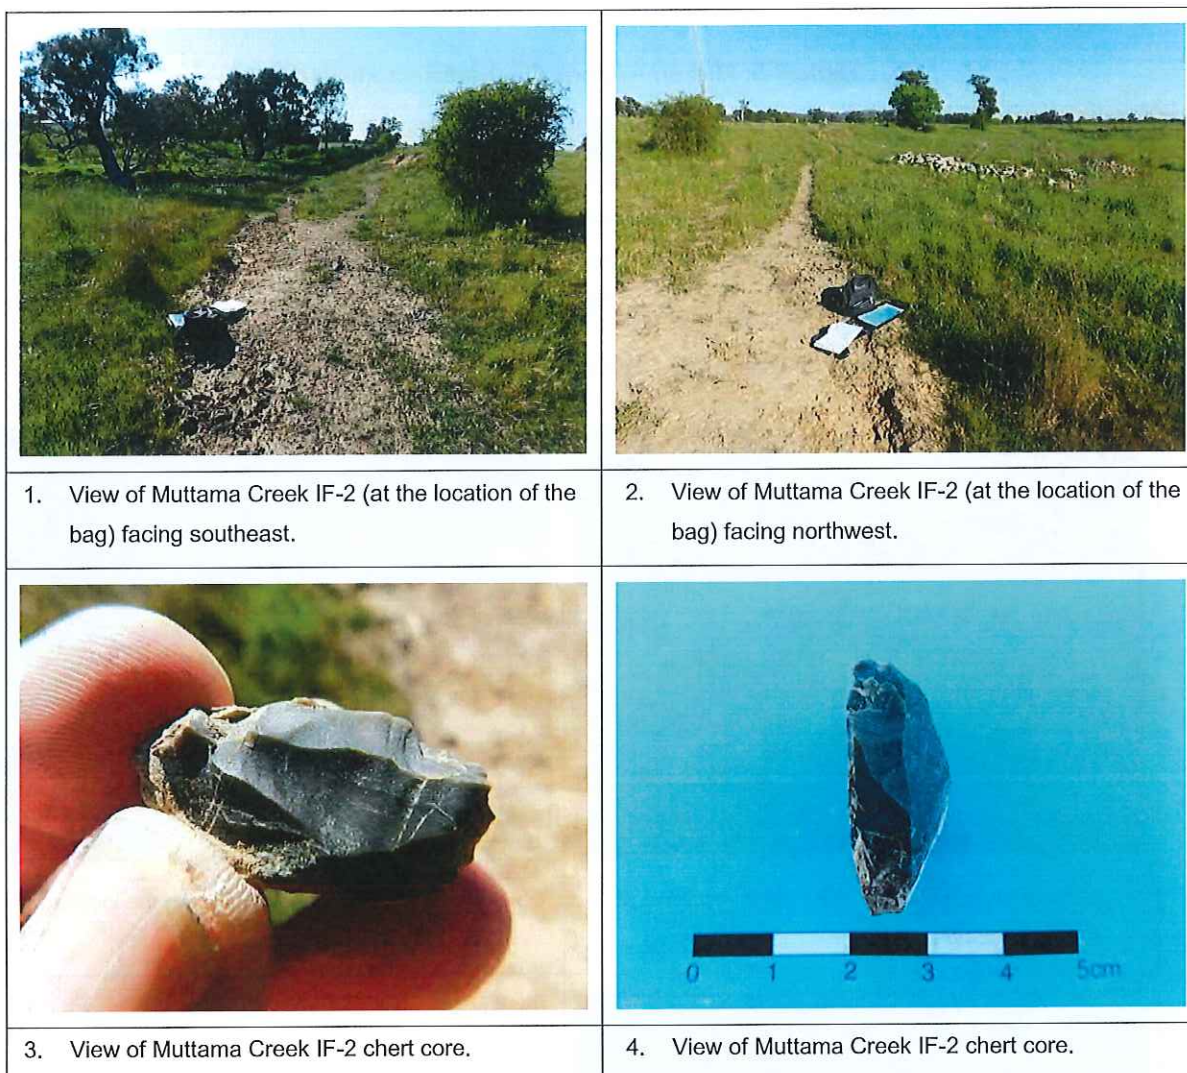 1. View of Muttama Creek IF-2 (at the location of the
bag) facing southeast.
2. View of Muttama Creek IF-2 (at the location of the
bag) facing northwest.
0 1 2 3 4 5cm
3. View of Muttama Creek IF-2 chert core.
4. View of Muttama Creek IF-2 chert core.